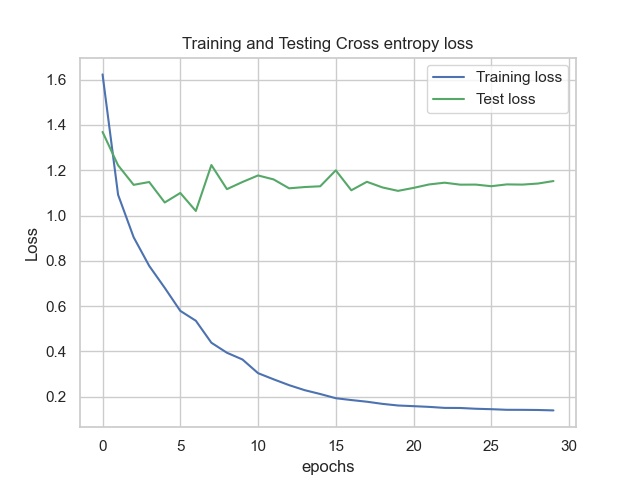 Training and Testing Cross entropy loss
Training loss
Test loss
Loss
1.6
1.4
1.2
1.0
0.8
0.6
0.4
0.2
0 5 10 15 20 25 30
epochs